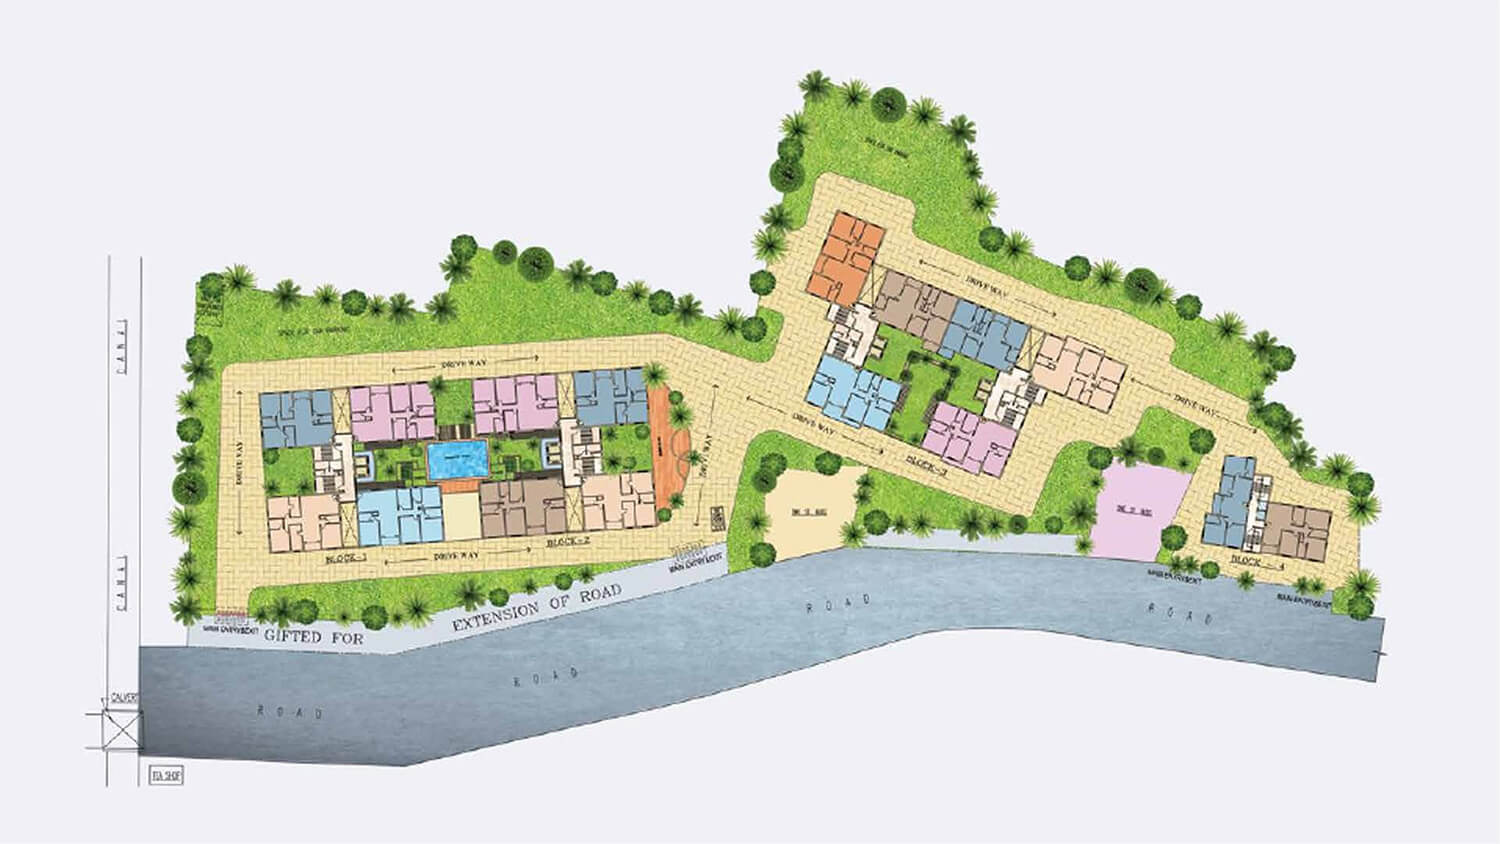 DRIVE WAY
DRIVE WAY
CANAL
DRIVE WAY
DRIVE WAY
DRIVE WAY
DRIVE WAY
BLOCK-3
BLOCK-1
DRIVE WAY
BLOCK-2
BLOCK-4
MAIN ENTRY/EXIT
MAIN ENTRY/EXIT
MAIN ENTRY/EXIT
CANAL
EXTENSION OF ROAD
ROAD
ROAD
MAIN ENTRY/EXIT
GIFTED FOR
ROAD
CALVERT
ROAD
TEA SHOP